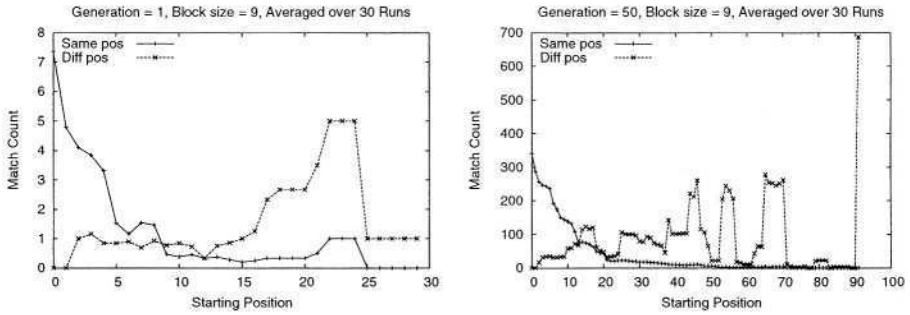 Generation = 1, Block size = 9, Averaged over 30 Runs
8
7
6
5
4
3
2
1
0
Match Count
Same pos
Diff pos
0 5 10 15 20 25 30
Starting Position
Generation = 50, Block size = 9, Averaged over 30 Runs
700
600
500
400
300
200
100
0
Match Count
Same pos
Diff pos
0 10 20 30 40 50 60 70 80 90 100
Starting Position